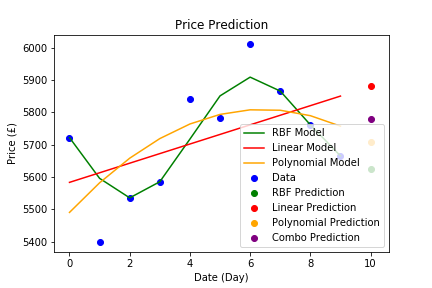 Price Prediction
6000
5900
5800
5700
5600
5500
5400
Price (£)
RBF Model
Linear Model
Polynomial Model
Data
RBF Prediction
Linear Prediction
Polynomial Prediction
Combo Prediction
0
2
4
6
8
10
Date (Day)